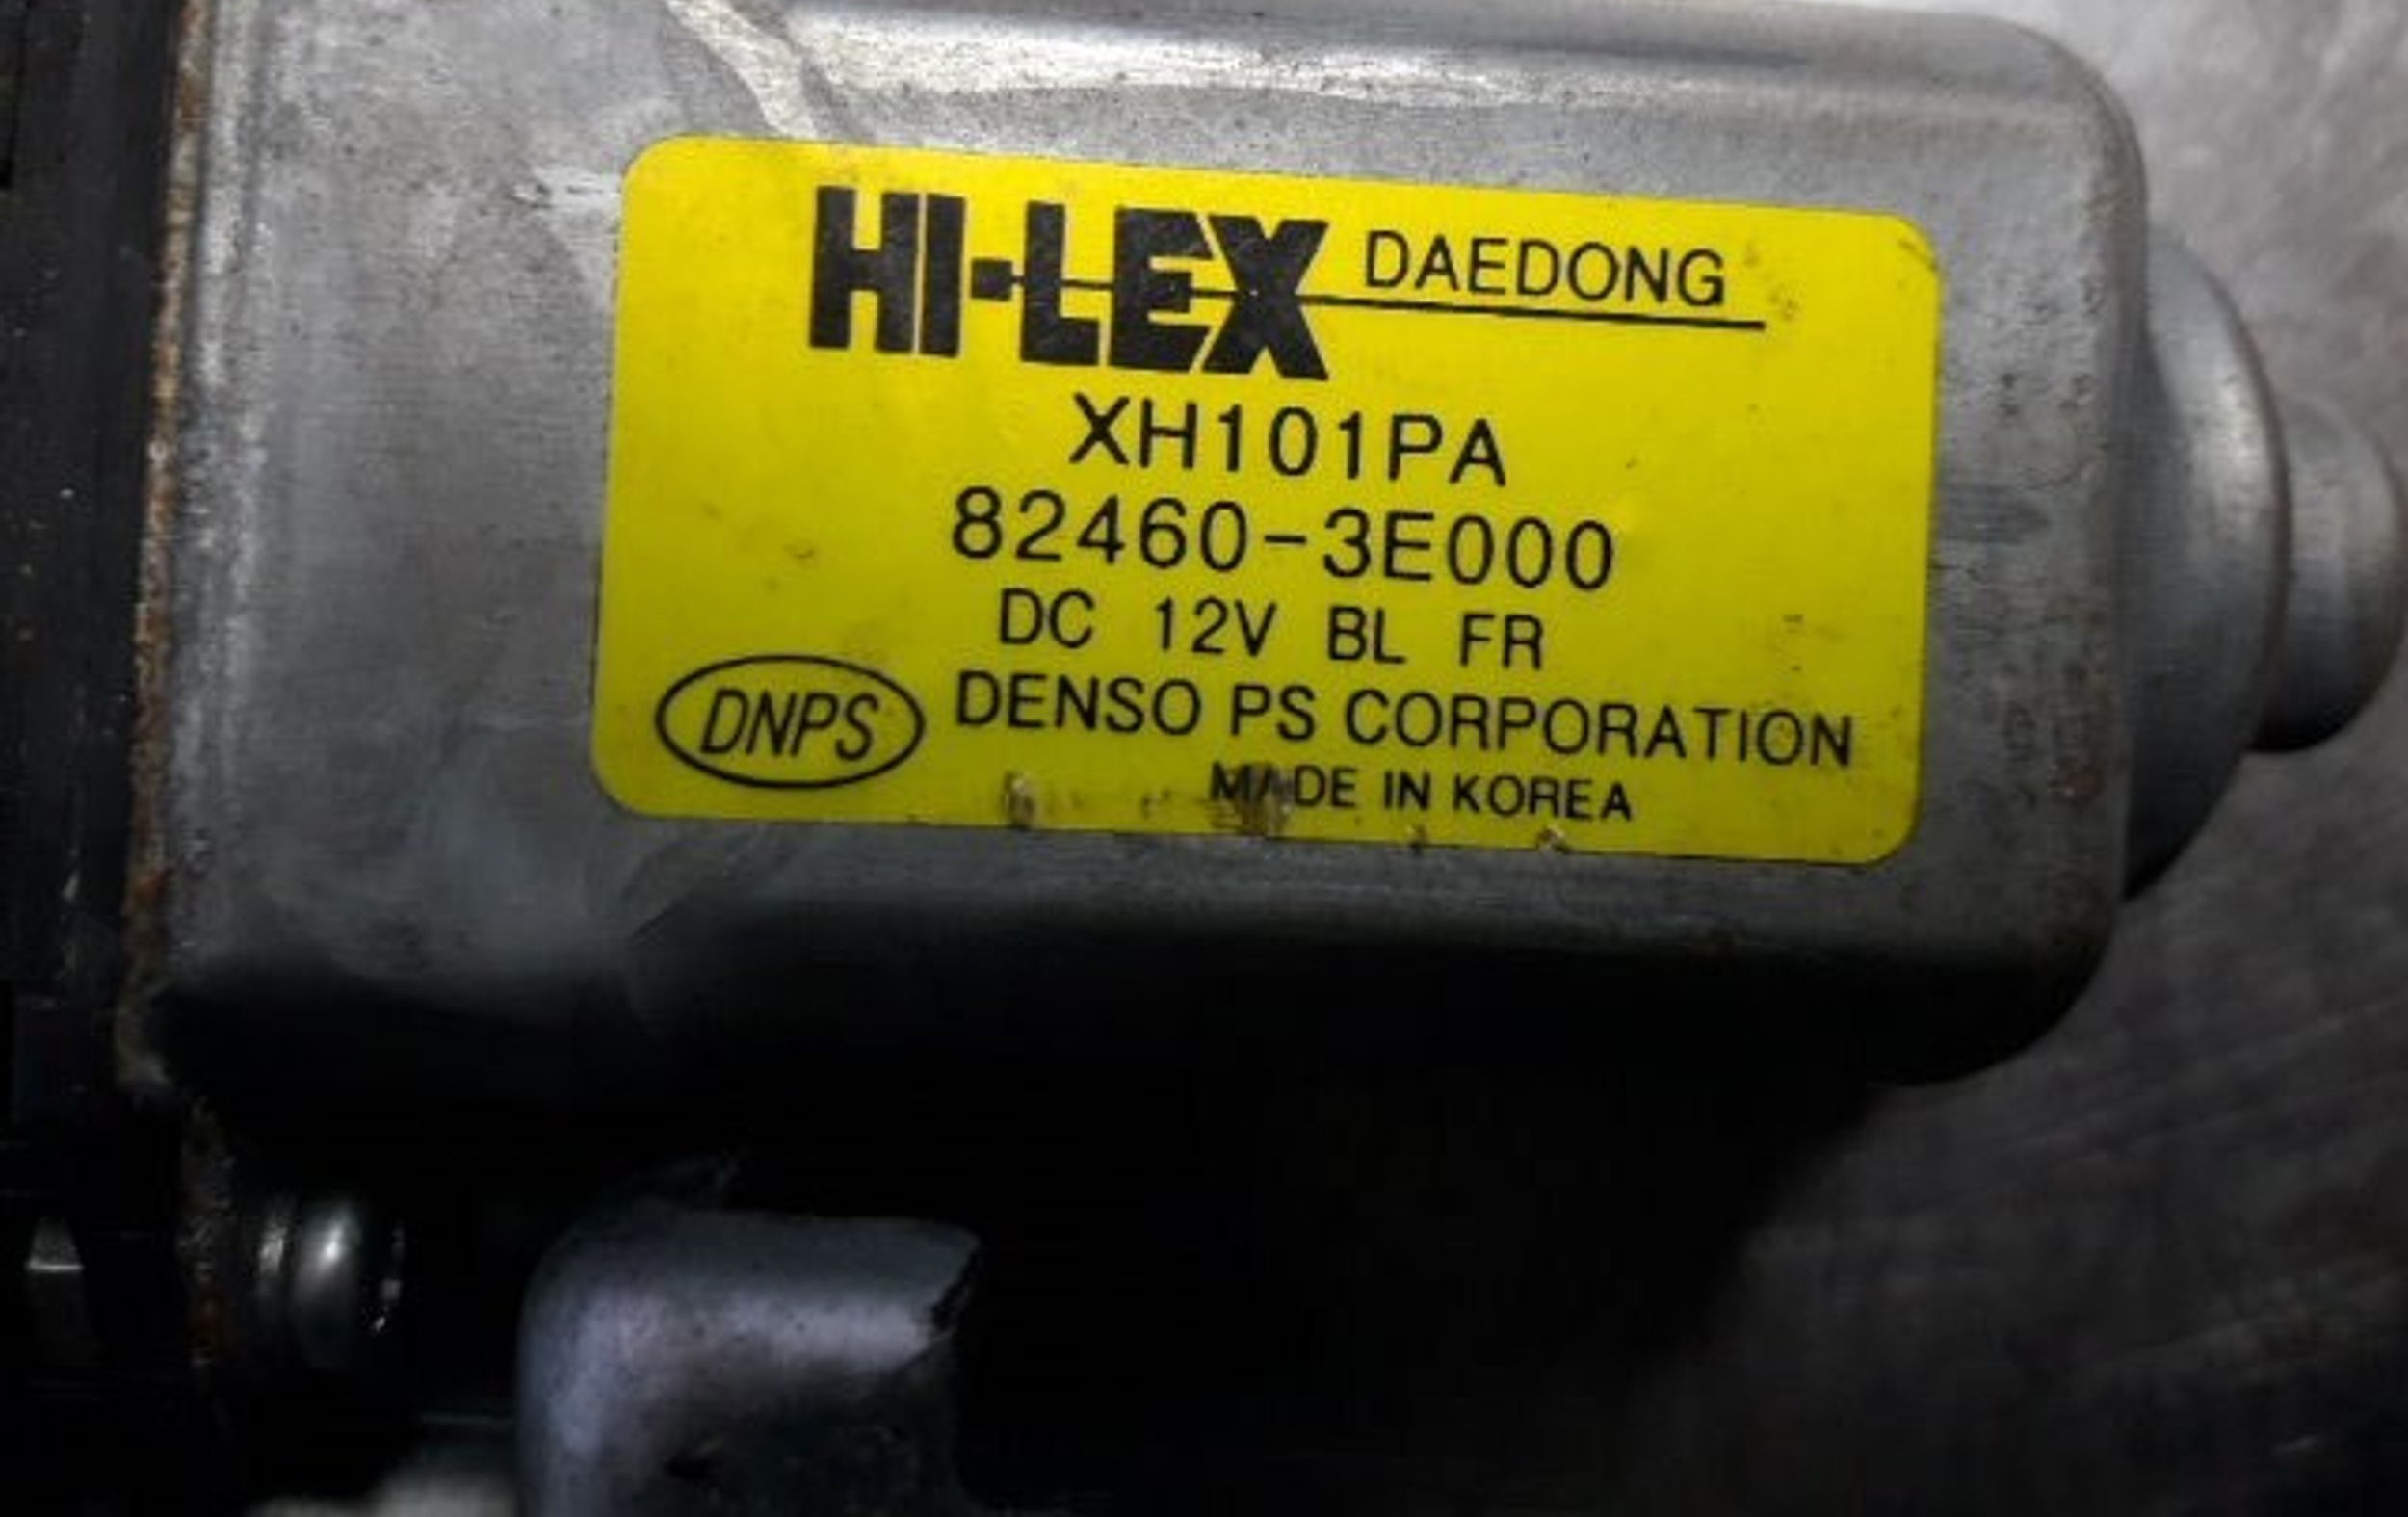 HI-LEX DAEDONG
XH101PA
82460-3E000
DC 12V BL FR
DNPS DENSO PS CORPORATION
MADE IN KOREA